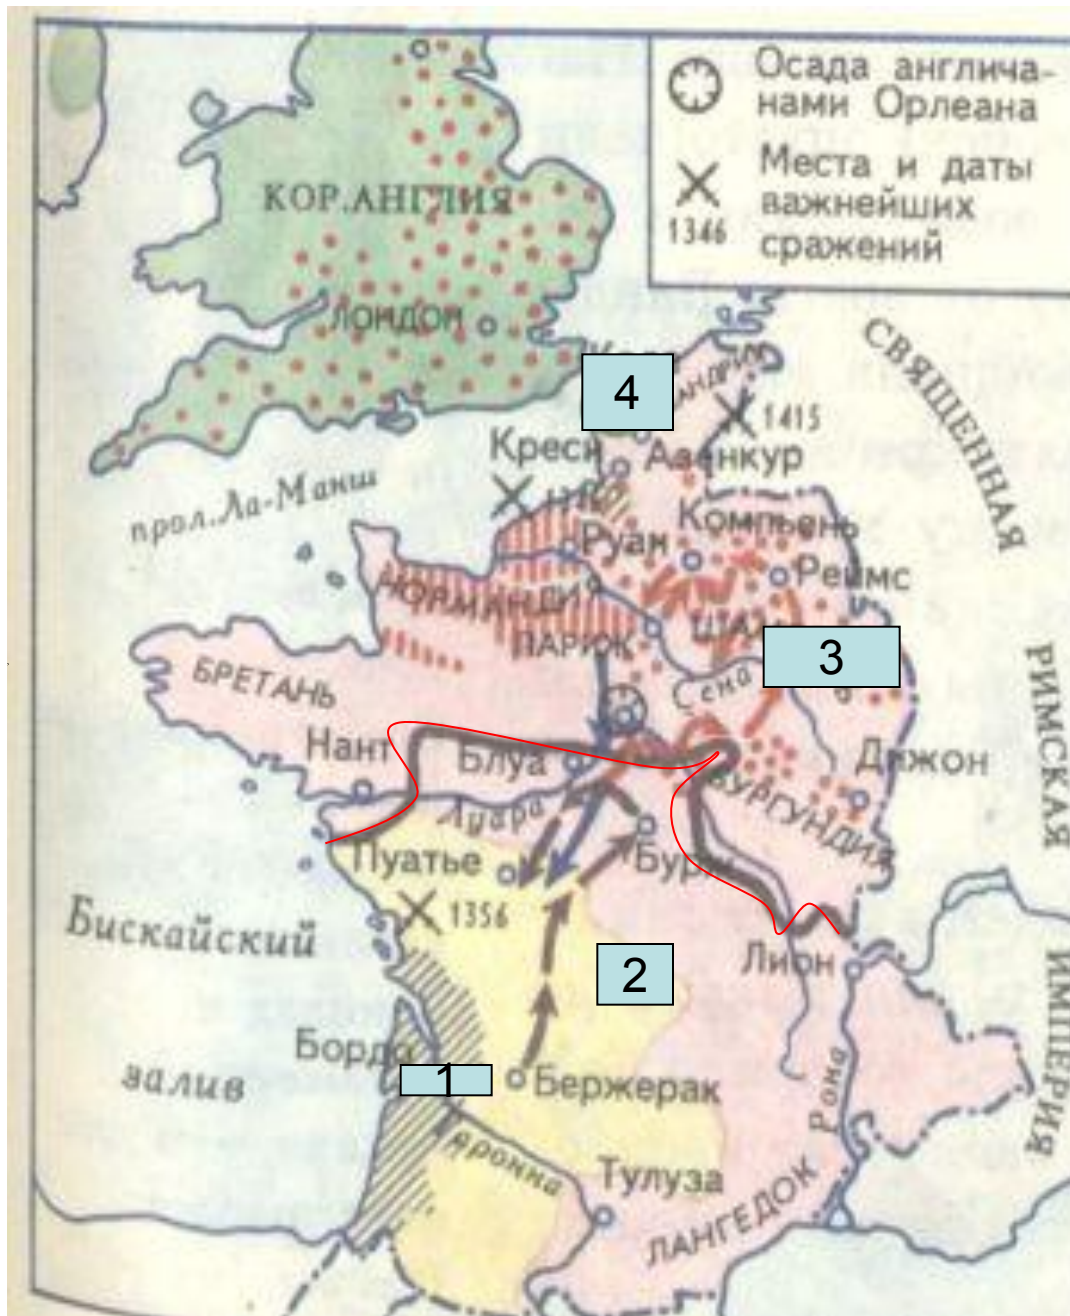 Осада англича-
нами Орлеана
Места и даты
важнейших
сражений
1346
КОР.АНГЛИЯ
ЛОНДОН
СВЯЩЕННАЯ
РИМСКАЯ
ИМПЕРИЯ
4
1415
Креси
Азенкур
прол.Ла-Манш
Компьень
Руан
Реймс
НОРМАНДИЯ
ПАРИЖ
3
Сена
БРЕТАНЬ
Нант
Блуа
Дижон
Луара
БУРГУНДИЯ
Пуатье
Бурж
1356
Бискайский
залив
2
Лион
Бордо
1
Бержерак
Рона
Гаронна
Тулуза
ЛАНГЕДОК